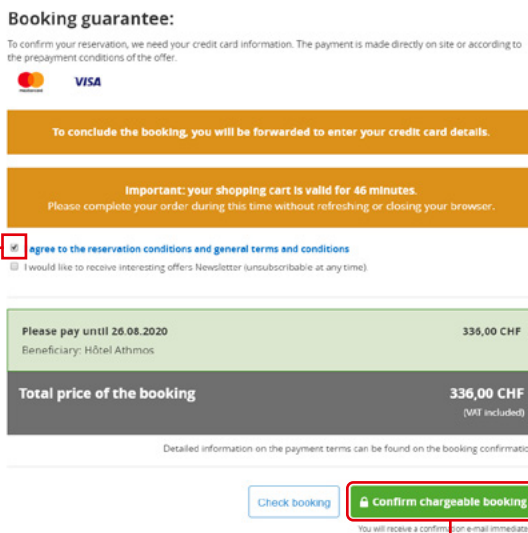 Booking guarantee:
To confirm your reservation, we need your credit card information. The payment is made directly on site or according to
the prepayment conditions of the offer.
mastercard VISA
To conclude the booking, you will be forwarded to enter your credit card details.
Important: your shopping cart is valid for 46 minutes.
Please complete your order during this time without refreshing or closing your browser.
agree to the reservation conditions and general terms and conditions
I would like to receive interesting offers Newsletter (unsubscribable at any time).
Please pay until 26.08.2020 336,00 CHF
Beneficiary: Hôtel Athmos
Total price of the booking 336,00 CHF
(VAT included)
Detailed information on the payment terms can be found on the booking confirmatio
Check booking Confirm chargeable booking
You will receive a confirmation e-mail immediate